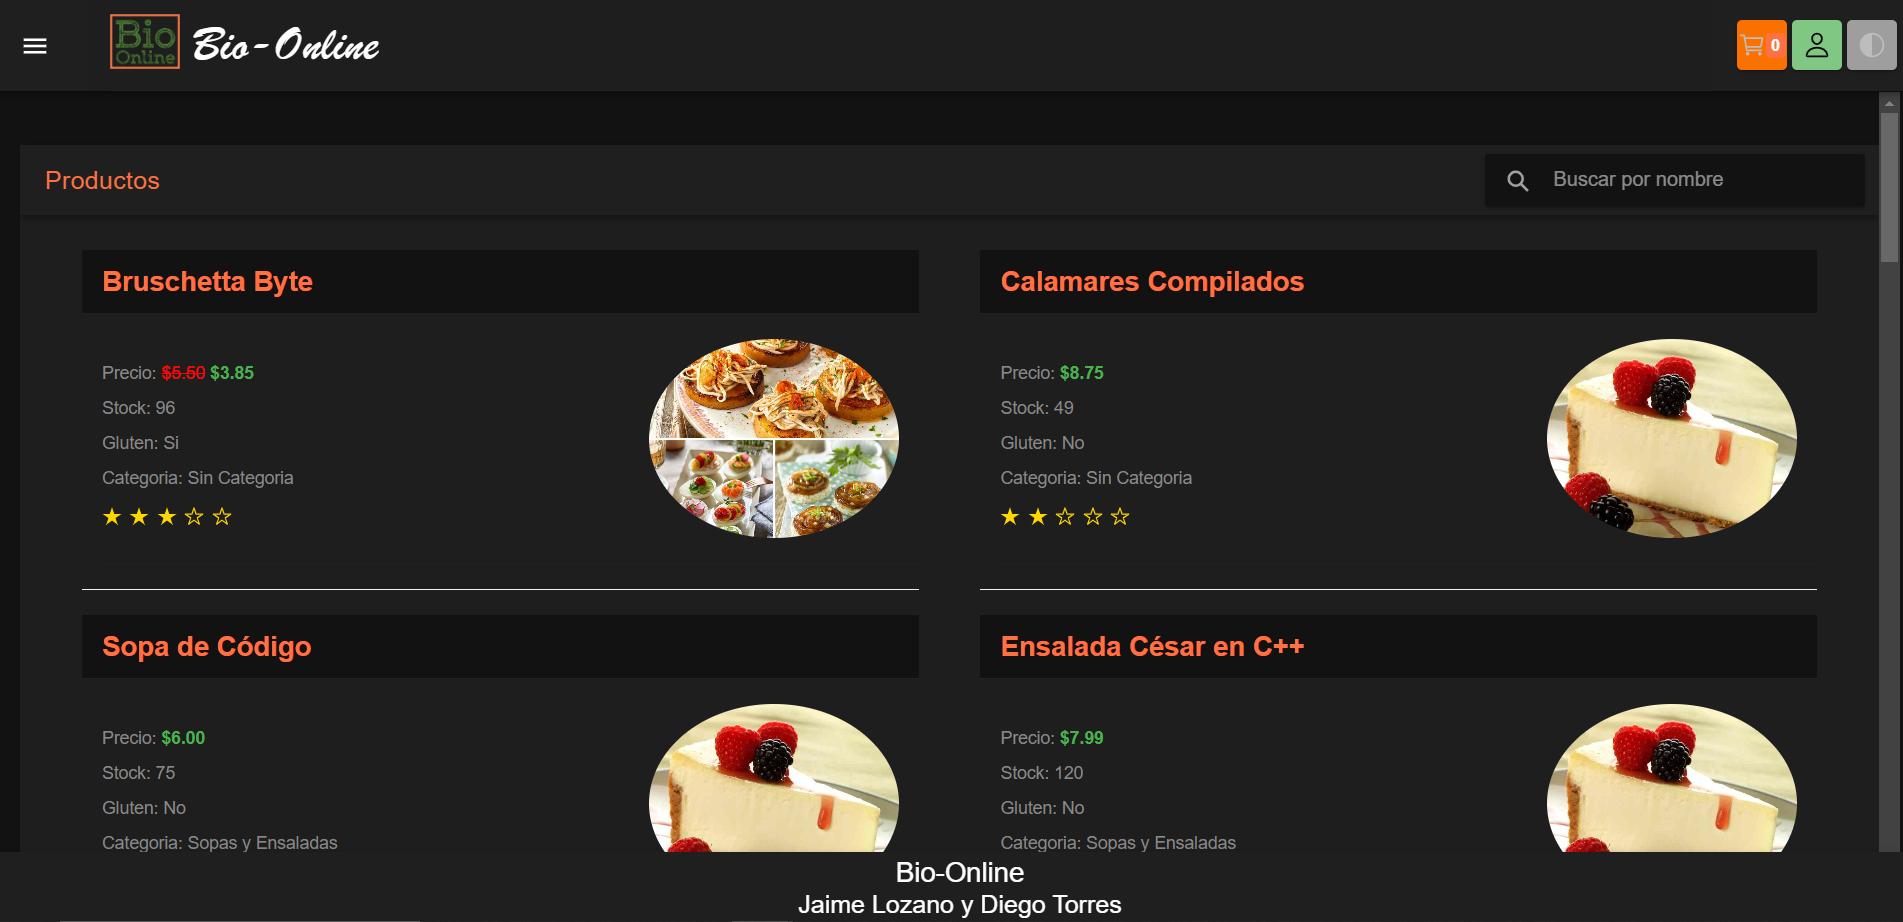 Bio
Online
Bio-Online
0
Productos
Buscar por nombre
Bruschetta Byte
Precio: $5.50 $3.85
Stock: 96
Gluten: Si
Categoria: Sin Categoria
Calamares Compilados
Precio: $8.75
Stock: 49
Gluten: No
Categoria: Sin Categoria
Sopa de Código
Precio: $6.00
Stock: 75
Gluten: No
Categoria: Sopas y Ensaladas
Ensalada César en C++
Precio: $7.99
Stock: 120
Gluten: No
Categoria: Sopas y Ensaladas
Bio-Online
Jaime Lozano y Diego Torres